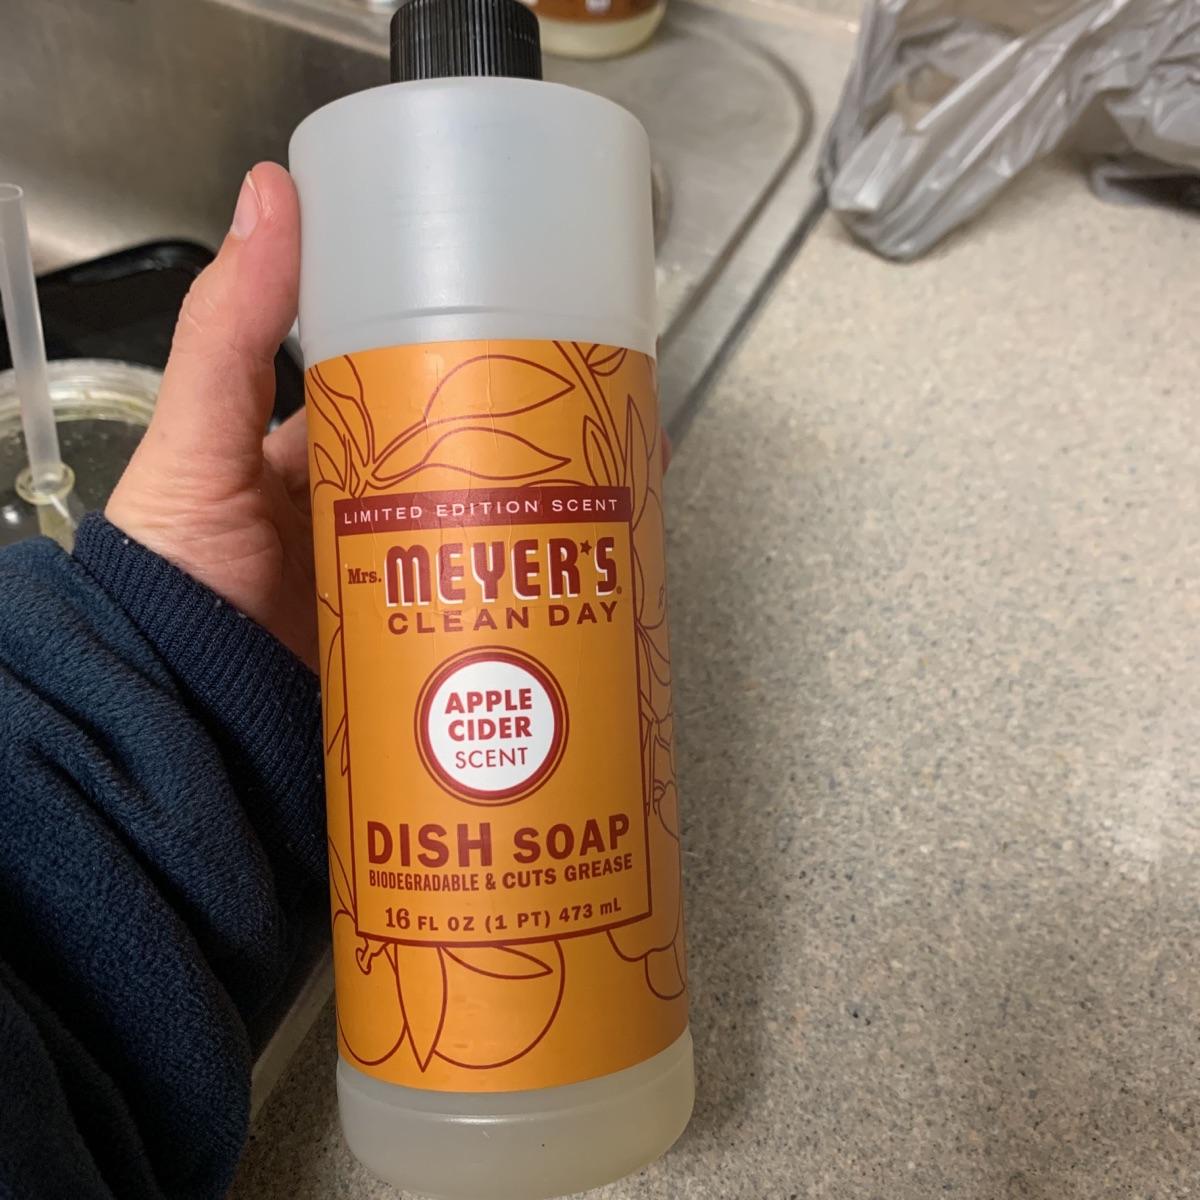 LIMITED EDITION SCENT
Mrs. MEYER'S®
CLEAN DAY
APPLE
CIDER
SCENT
DISH SOAP
BIODEGRADABLE & CUTS GREASE
16 FL OZ (1 PT) 473 mL